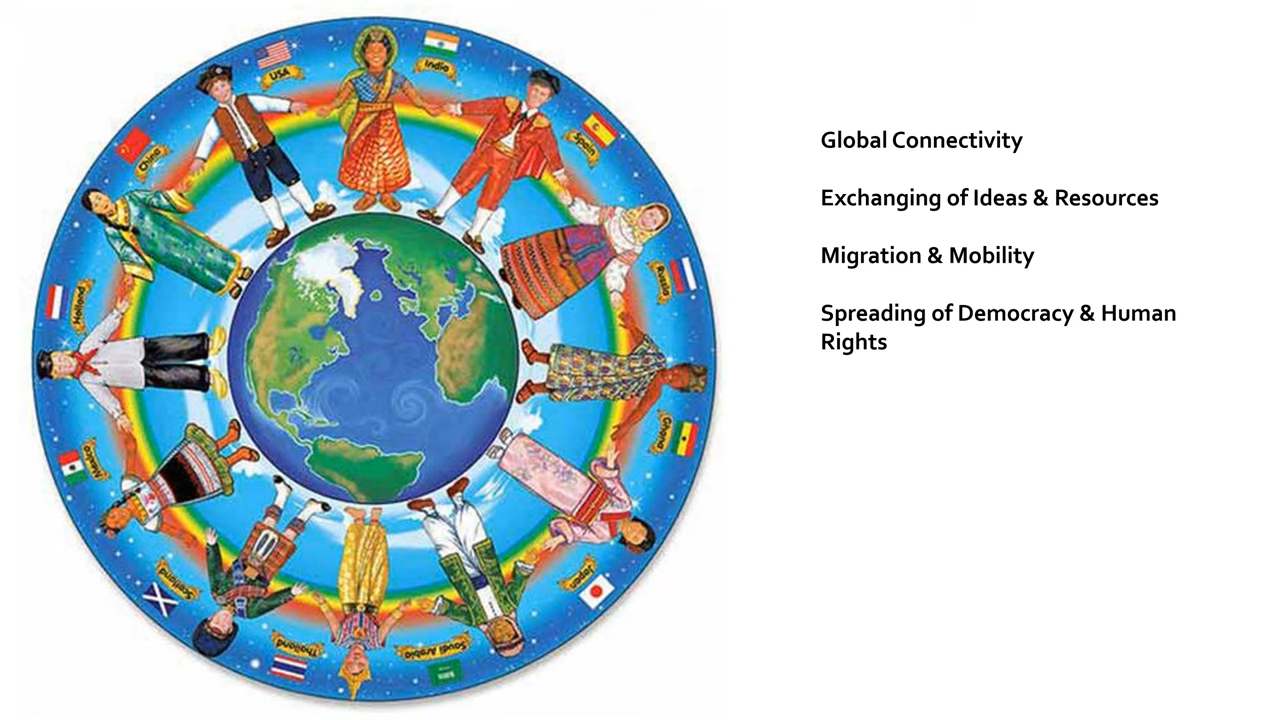 USA
India
Spain
Russia
Ghana
Japan
Saudi Arabia
Thailand
Scotland
Mexico
Holland
China
Global Connectivity
Exchanging of Ideas & Resources
Migration & Mobility
Spreading of Democracy & Human
Rights